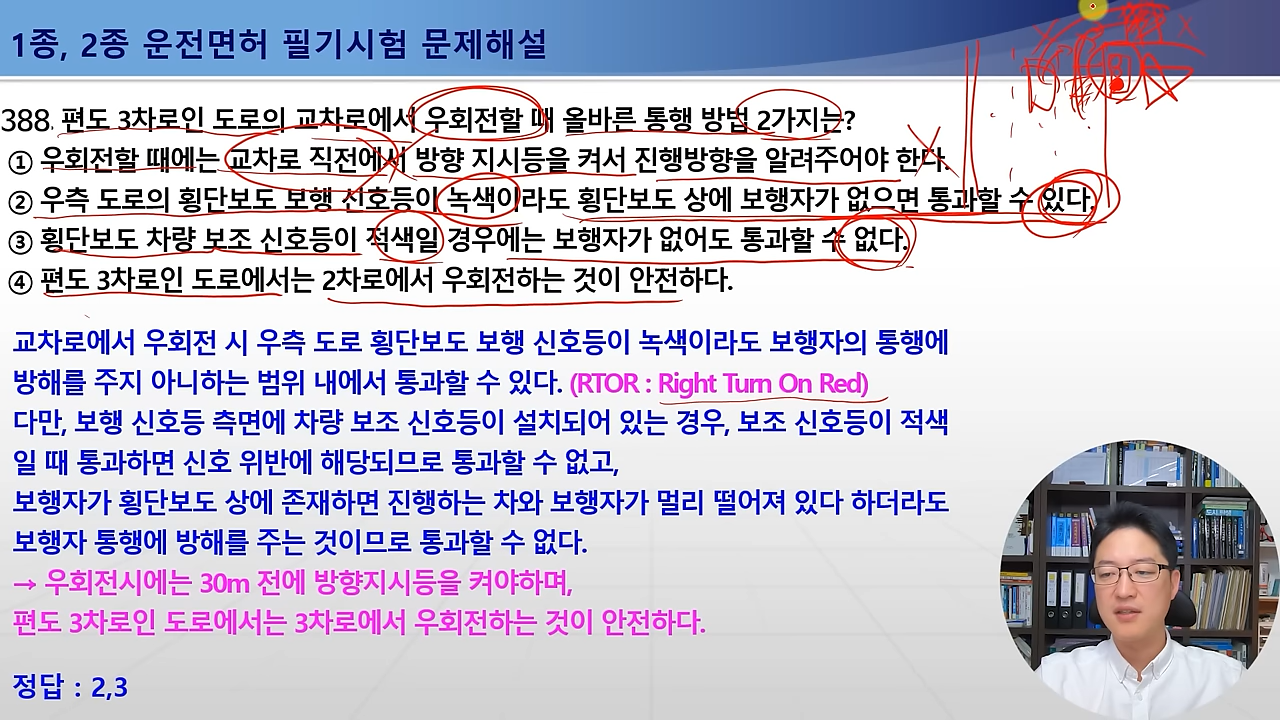 1종, 2종 운전면허 필기시험 문제해설
388. 편도 3차로인 도로의 교차로에서 우회전할 때 올바른 통행 방법 2가지는?
① 우회전할 때에는 교차로 직전에서 방향 지시등을 켜서 진행방향을 알려주어야 한다.
② 우측 도로의 횡단보도 보행 신호등이 녹색이라도 횡단보도 상에 보행자가 없으면 통과할 수 있다.
③ 횡단보도 차량 보조 신호등이 적색일 경우에는 보행자가 없어도 통과할 수 없다.
④ 편도 3차로인 도로에서는 2차로에서 우회전하는 것이 안전하다.
교차로에서 우회전 시 우측 도로 횡단보도 보행 신호등이 녹색이라도 보행자의 통행에
방해를 주지 아니하는 범위 내에서 통과할 수 있다. (RTOR : Right Turn On Red)
다만, 보행 신호등 측면에 차량 보조 신호등이 설치되어 있는 경우, 보조 신호등이 적색
일 때 통과하면 신호 위반에 해당되므로 통과할 수 없고,
보행자가 횡단보도 상에 존재하면 진행하는 차와 보행자가 멀리 떨어져 있다 하더라도
보행자 통행에 방해를 주는 것이므로 통과할 수 없다.
→ 우회전시에는 30m 전에 방향지시등을 켜야하며,
편도 3차로인 도로에서는 3차로에서 우회전하는 것이 안전하다.
정답 : 2,3